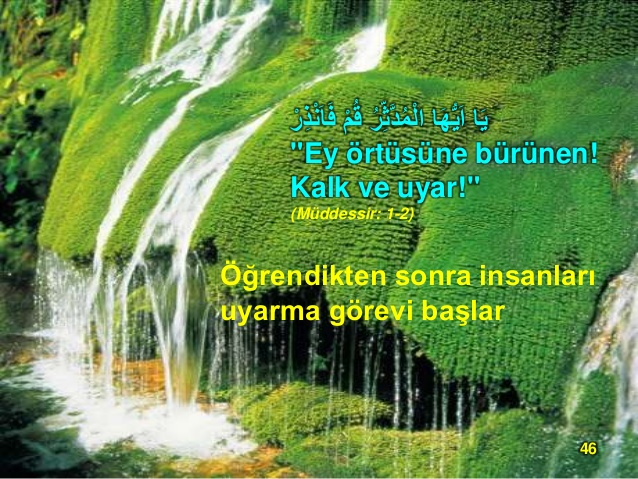 يَا اَيُّهَا الْمُدَّثِّرُ قُمْ فَاَنْذِرْ
"Ey örtüsüne bürünen!
Kalk ve uyar!"
(Müddessir: 1-2)
Öğrendikten sonra insanları
uyarma görevi başlar
46